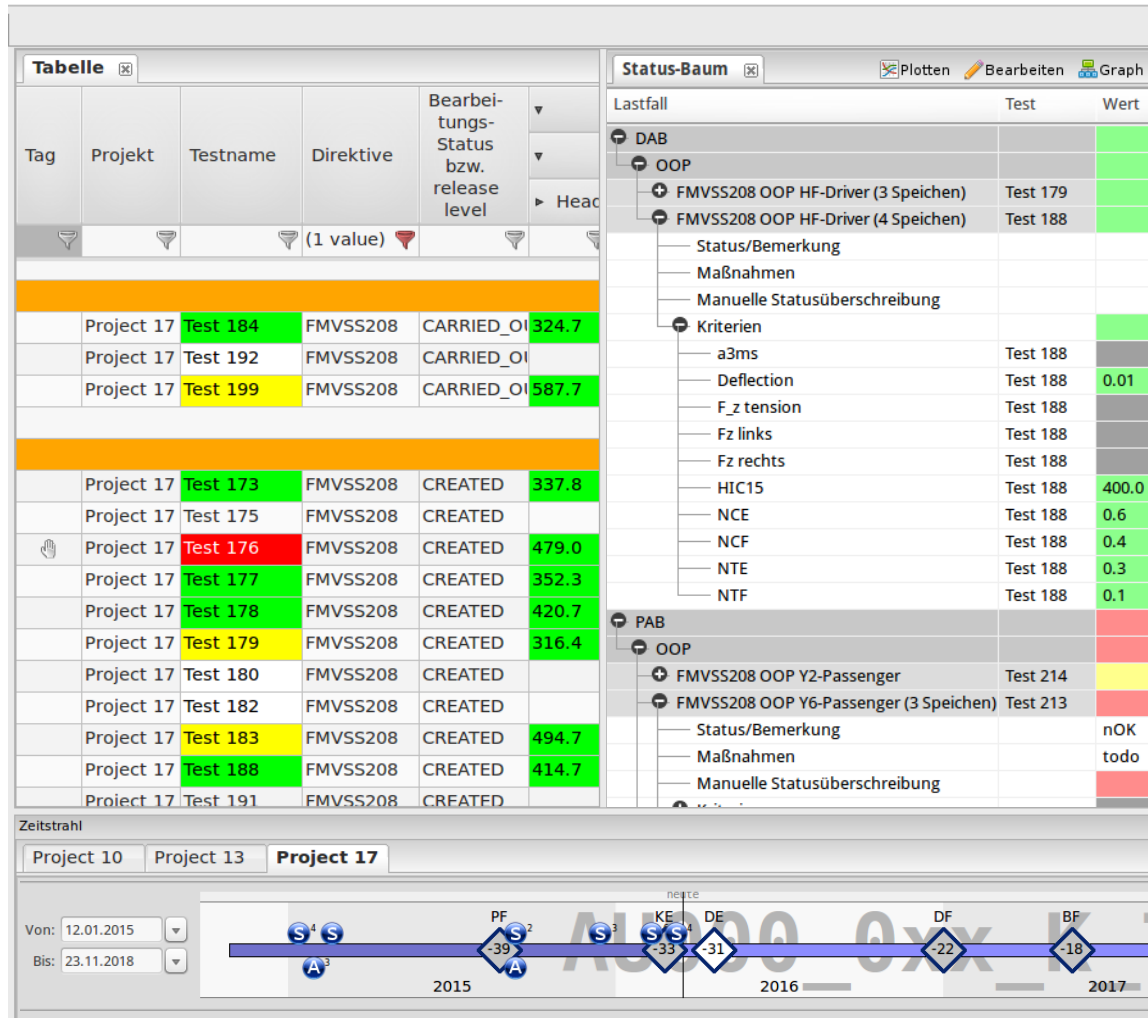 Tabelle
Tag Projekt Testname Direktive Bearbei-
tungs-
Status
bzw.
release
level
(1 value)
Project 17 Test 184 FMVSS208 324.7
Project 17 Test 192 FMVSS208
Project 17 Test 199 FMVSS208 587.7
Project 17 Test 173 FMVSS208 CREATED 337.8
Project 17 Test 175 FMVSS208 CREATED
Project 17 Test 176 FMVSS208 CREATED 479.0
Project 17 Test 177 FMVSS208 CREATED 352.3
Project 17 Test 178 FMVSS208 CREATED 420.7
Project 17 Test 179 FMVSS208 CREATED 316.4
Project 17 Test 180 FMVSS208 CREATED
Project 17 Test 182 FMVSS208 CREATED
Project 17 Test 183 FMVSS208 CREATED 494.7
Project 17 Test 188 FMVSS208 CREATED 414.7
Project 17 Test 191 FMVSS208 CREATED
Status-Baum Plotten Bearbeiten Graph
Lastfall Test Wert
DAB
OOP
FMVSS208 OOP HF-Driver (3 Speichen) Test 179
FMVSS208 OOP HF-Driver (4 Speichen) Test 188
Status/Bemerkung
Maßnahmen
Manuelle Statusüberschreibung
Kriterien
a3ms Test 188
Deflection Test 188 0.01
F_z tension Test 188
Fz links Test 188
Fz rechts Test 188
HIC15 Test 188 400.0
NCE Test 188 0.6
NCF Test 188 0.4
NTE Test 188 0.3
NTF Test 188 0.1
PAB
OOP
FMVSS208 OOP Y2-Passenger Test 214
FMVSS208 OOP Y6-Passenger (3 Speichen) Test 213
Status/Bemerkung nOK
Maßnahmen todo
Manuelle Statusüberschreibung
Zeitstrahl
Project 10 Project 13 Project 17
heute
Von: 12.01.2015
Bis: 23.11.2018
PF KE DE DF BF
S 4 S S 2 S 3 S S 4
-39 -33 -31 -22 -18
A 3 A
0xx K
2015 2016 2017